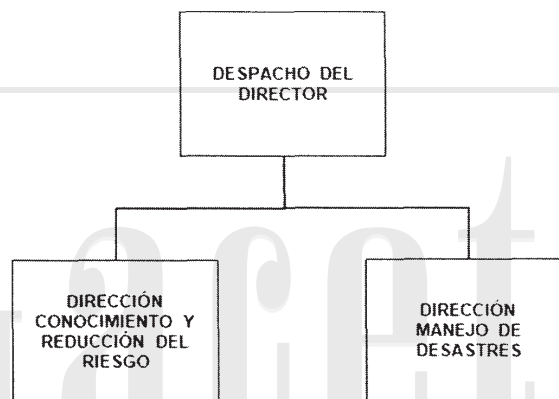 DESPACHO DEL
DIRECTOR
DIRECCIÓN
CONOCIMIENTO Y
REDUCCIÓN DEL
RIESGO
DIRECCIÓN
MANEJO DE
DESASTRES